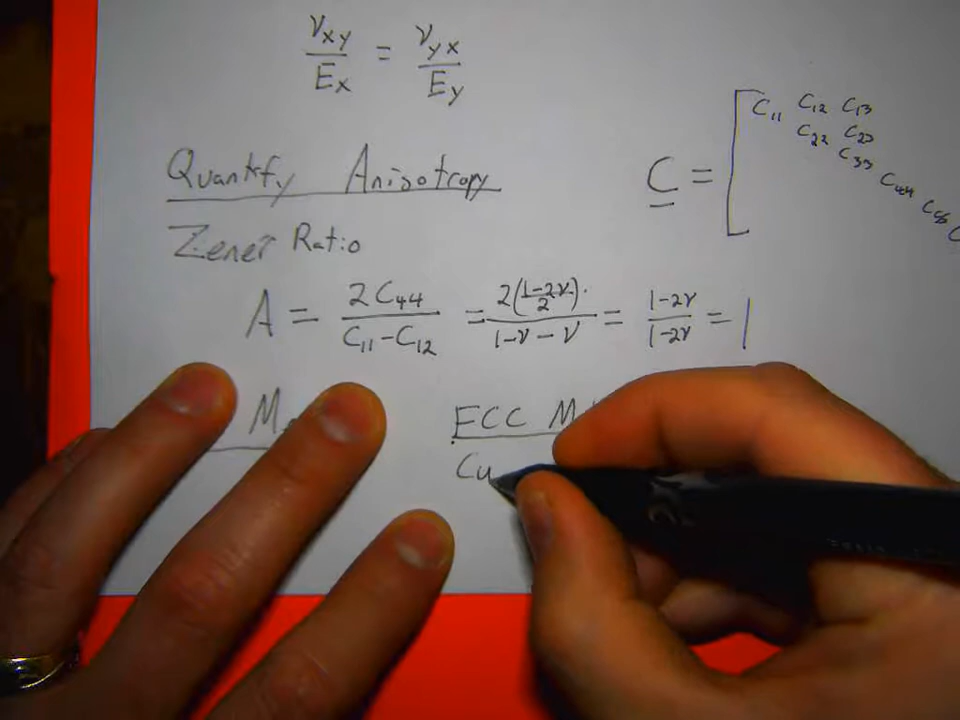 νxy/Ex = νyx/Ey
Quantify Anisotropy
Zener Ratio
A = 2C44/(C11-C12) = 2((1-2ν)/2)/(1-ν-ν) = (1-2ν)/(1-2ν) = 1
C = [ C11 C12 C13
C22 C23
C33
C44
FCC
Cu